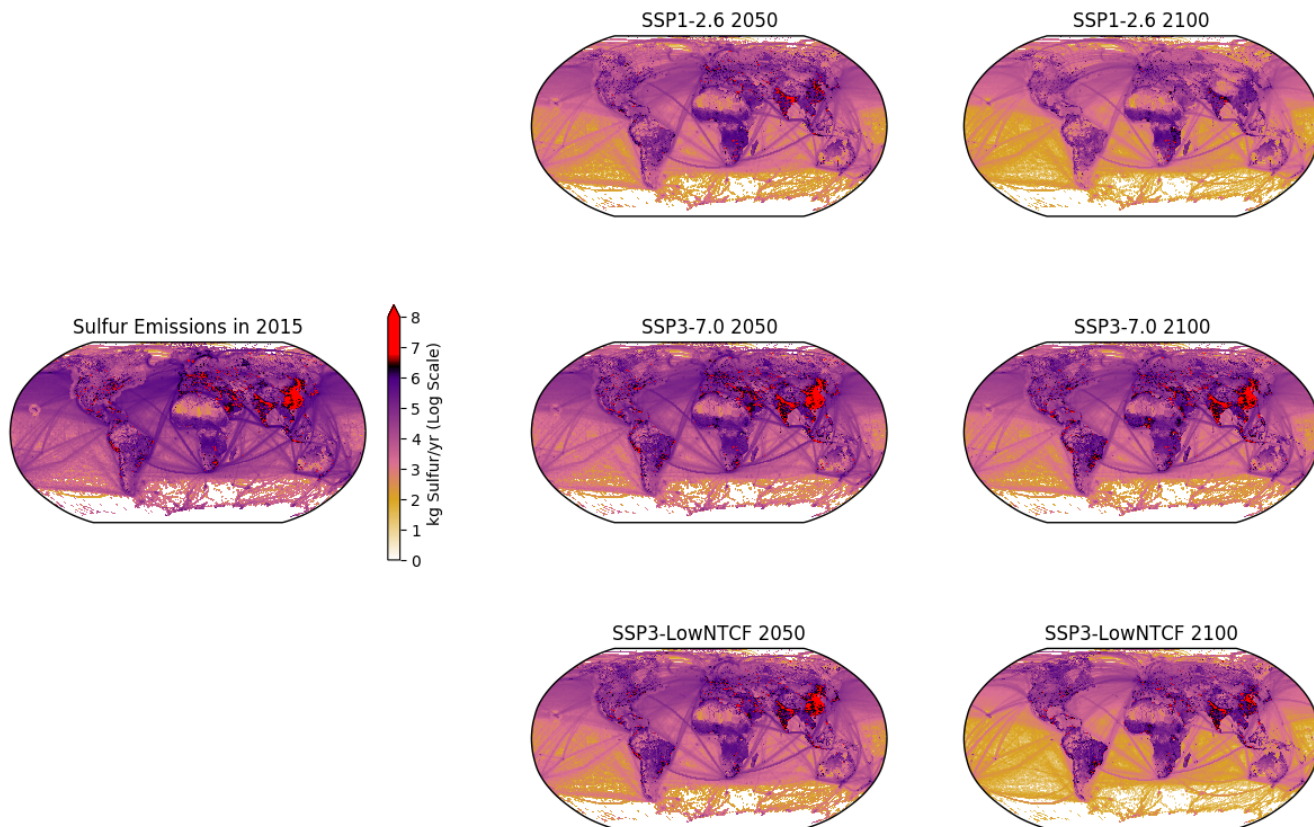 SSP1-2.6 2050
SSP1-2.6 2100
Sulfur Emissions in 2015
8
7
6
5
4
3
2
1
0
kg Sulfur/yr (Log Scale)
SSP3-7.0 2050
SSP3-7.0 2100
SSP3-LowNTCF 2050
SSP3-LowNTCF 2100